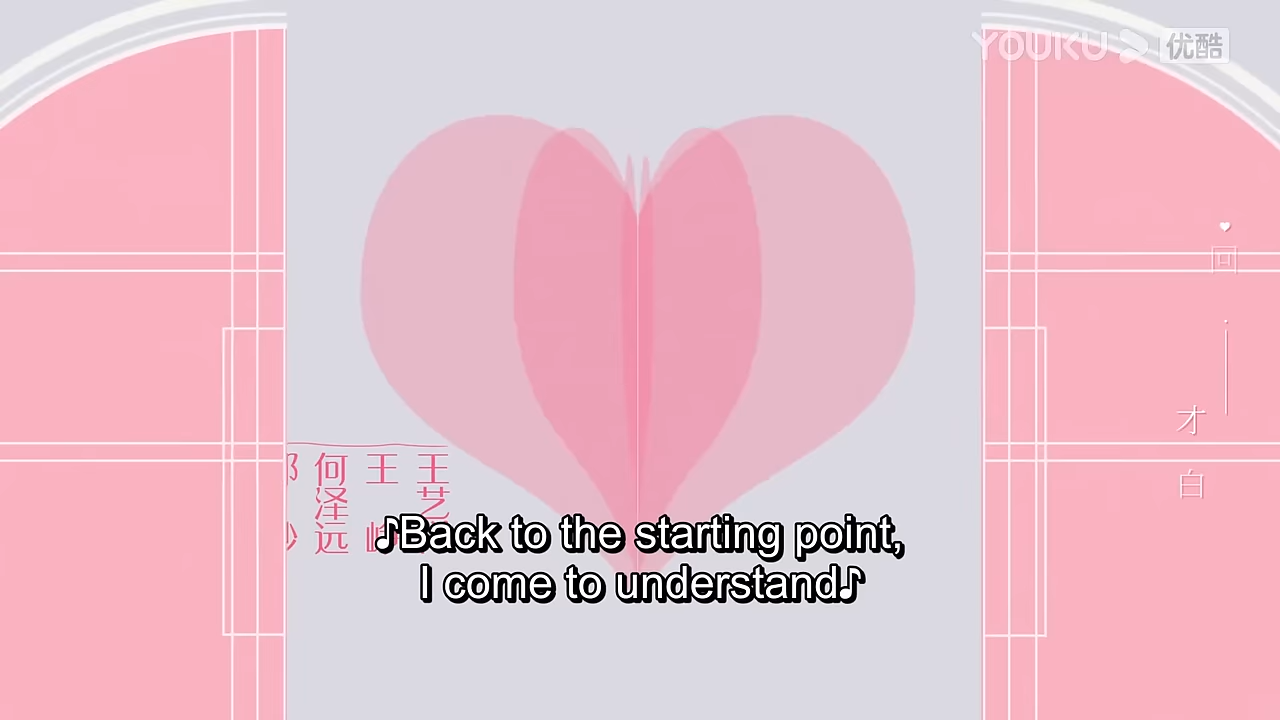 YOUKU 优酷
回
才
白
王艺
王
何泽远
♪Back to the starting point,
I come to understand♪